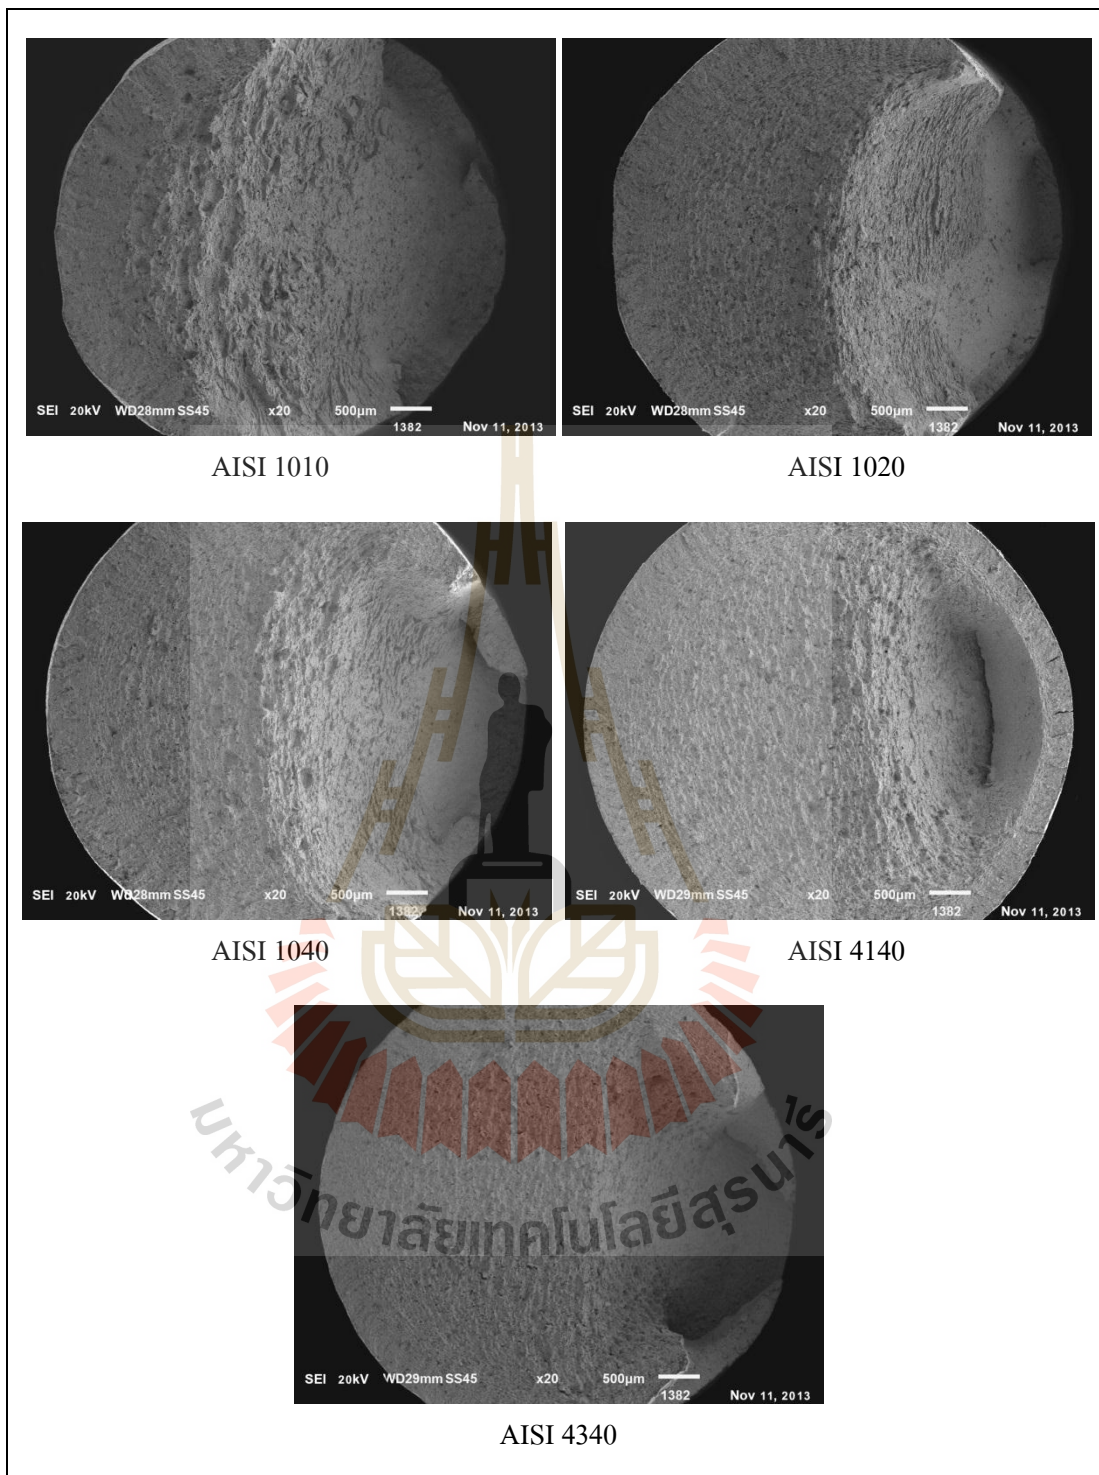 SEI 20kV WD28mm SS45 x20 500µm 1382 Nov 11, 2013
SEI 20kV WD28mm SS45 x20 500µm 1382 Nov 11, 2013
AISI 1010
AISI 1020
SEI 20kV WD28mm SS45 x20 500µm 1382 Nov 11, 2013
SEI 20kV WD29mm SS45 x20 500µm 1382 Nov 11, 2013
AISI 1040
AISI 4140
มหาวิทยาลัยเทคโนโลยีสุรนารี
SEI 20kV WD29mm SS45 x20 500µm 1382 Nov 11, 2013
AISI 4340